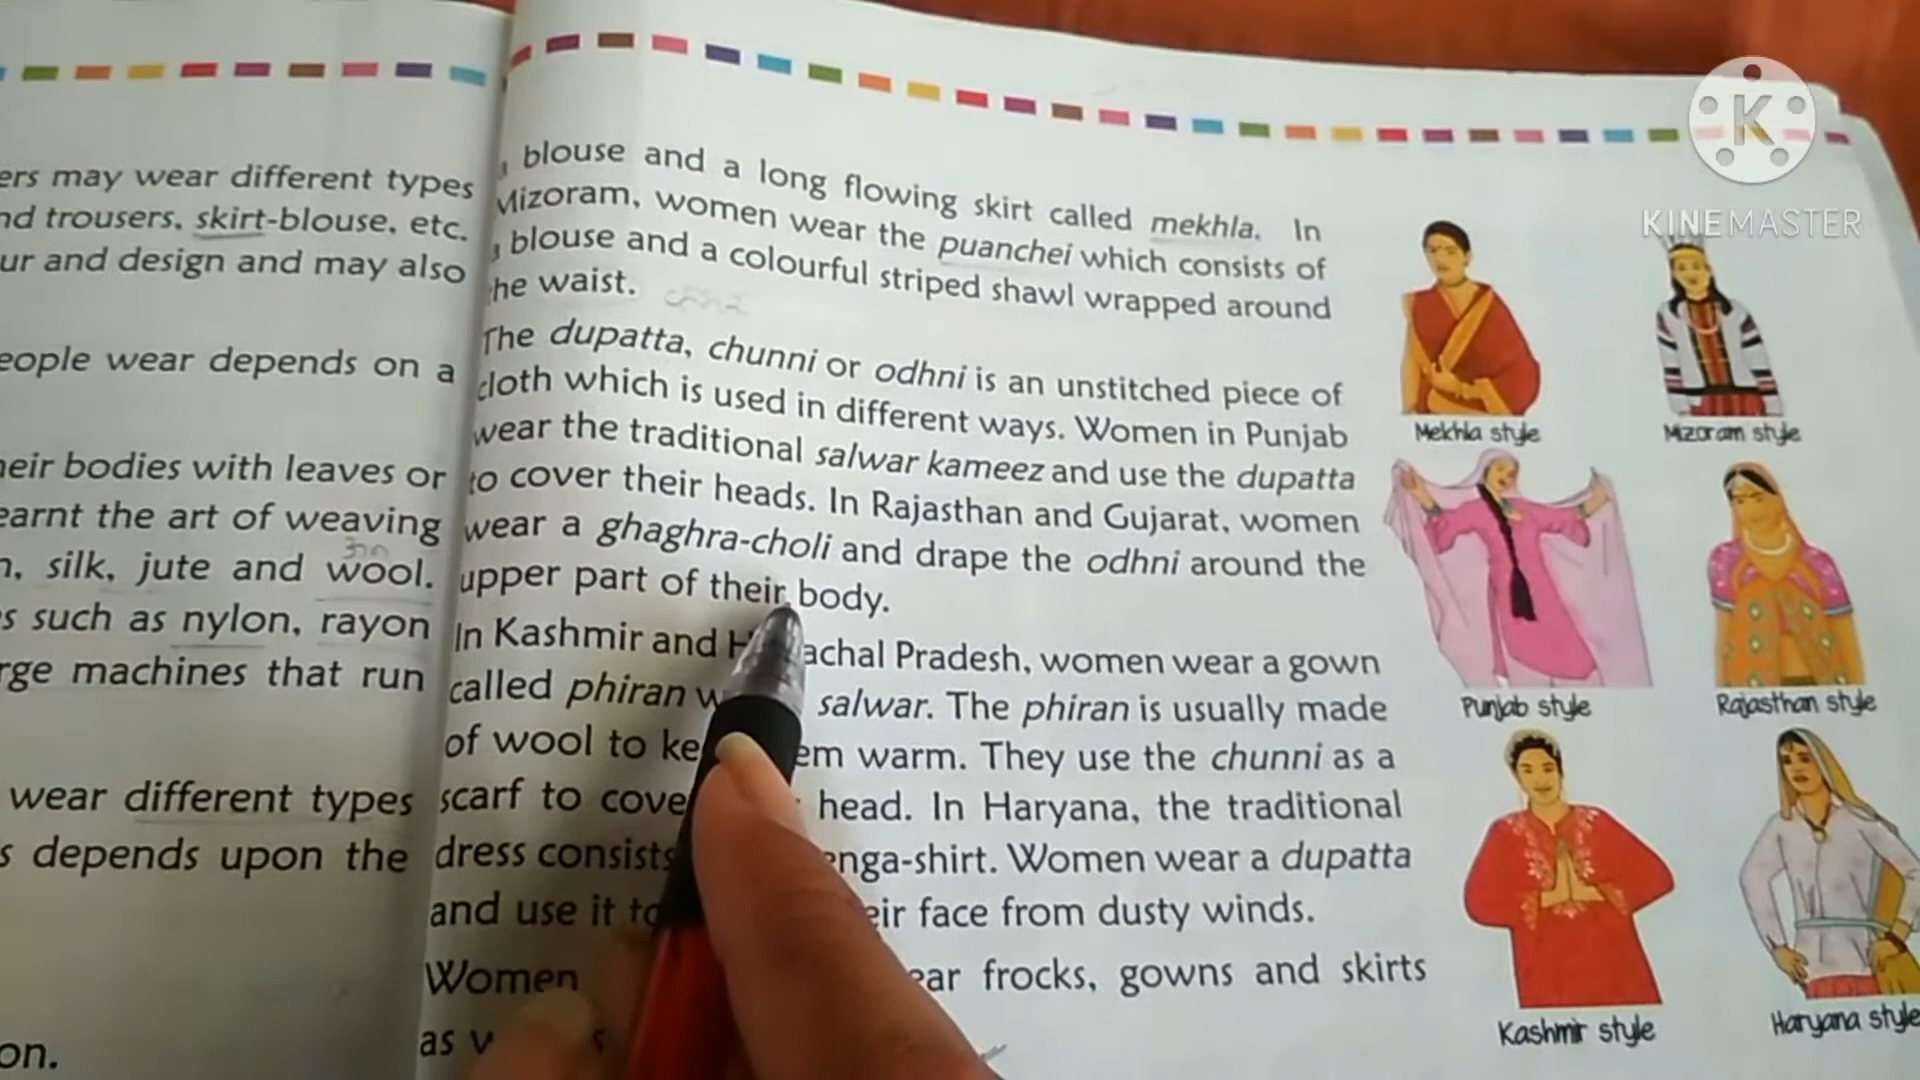 ers may wear different types
nd trousers, skirt-blouse, etc.
ur and design and may also
eople wear depends on a
heir bodies with leaves or
earnt the art of weaving
n, silk, jute and wool.
s such as nylon, rayon
rge machines that run
wear different types
s depends upon the
on.
blouse and a long flowing skirt called mekhla. In
Mizoram, women wear the puanchei which consists of
blouse and a colourful striped shawl wrapped around
he waist.
The dupatta, chunni or odhni is an unstitched piece of
cloth which is used in different ways. Women in Punjab
wear the traditional salwar kameez and use the dupatta
to cover their heads. In Rajasthan and Gujarat, women
wear a ghaghra-choli and drape the odhni around the
upper part of their body.
In Kashmir and H achal Pradesh, women wear a gown
called phiran w salwar. The phiran is usually made
of wool to ke em warm. They use the chunni as a
scarf to cove head. In Haryana, the traditional
dress consists enga-shirt. Women wear a dupatta
and use it to eir face from dusty winds.
Women ear frocks, gowns and skirts
as
Mekhla style
Mizoram style
Punjab style
Rajasthan style
Kashmir style
Haryana style
K
KINEMASTER